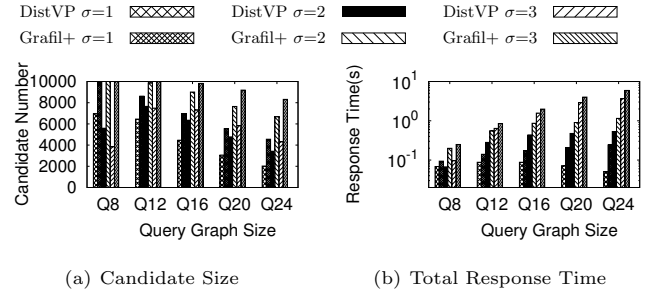 DistVP σ=1 DistVP σ=2 DistVP σ=3
Grafil+ σ=1 Grafil+ σ=2 Grafil+ σ=3
Candidate Number
10000
8000
6000
4000
2000
0
Q8 Q12 Q16 Q20 Q24
Query Graph Size
(a) Candidate Size
Response Time(s)
10^1
10^0
10^-1
Q8 Q12 Q16 Q20 Q24
Query Graph Size
(b) Total Response Time